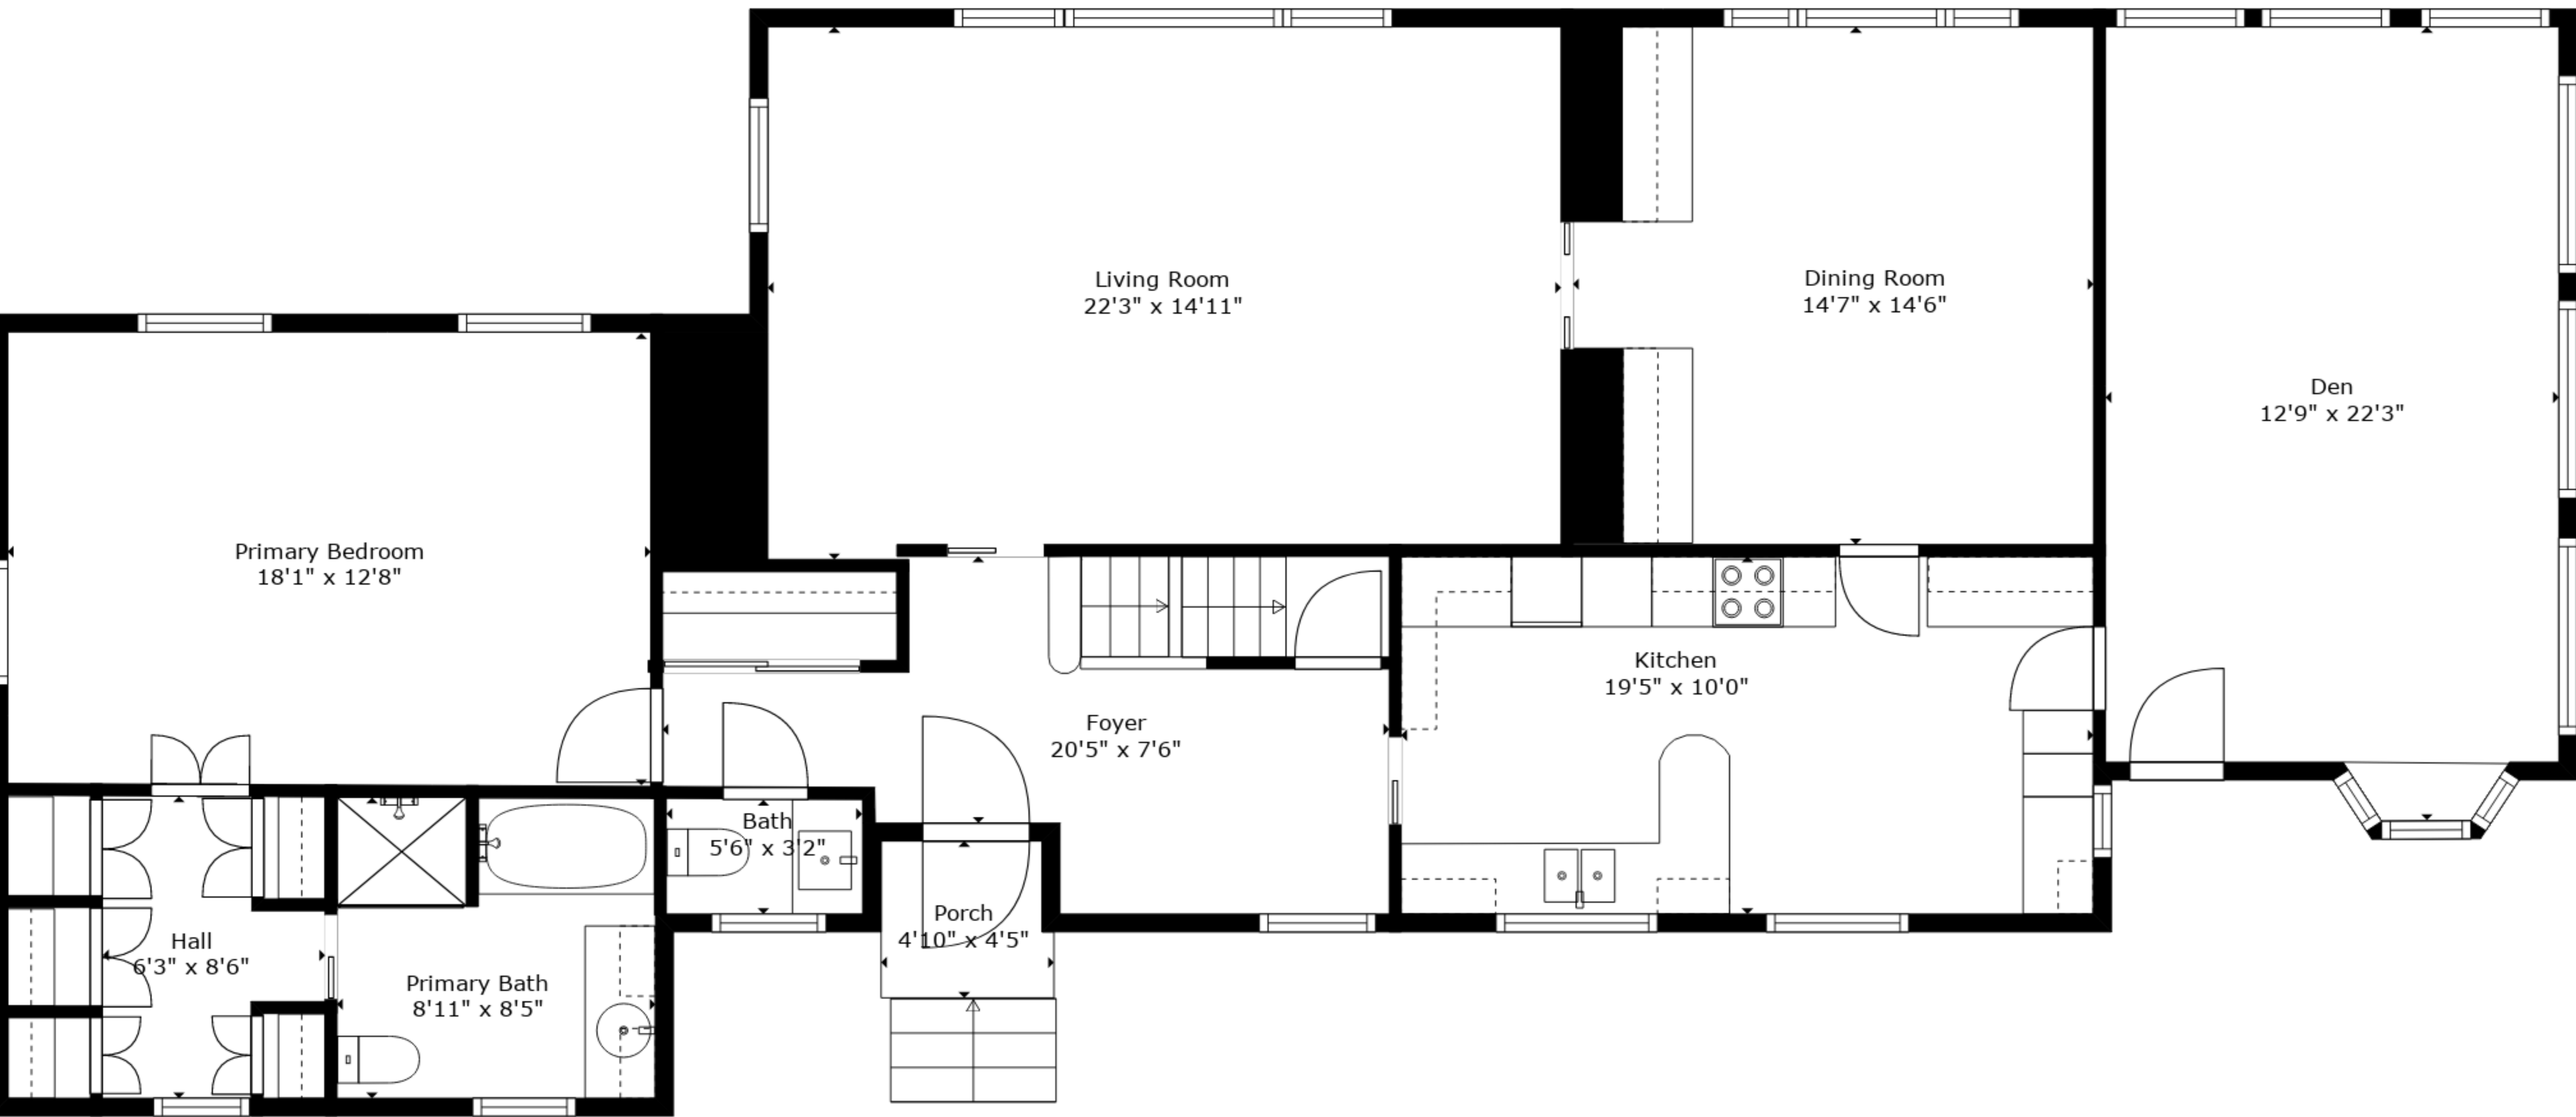 Living Room
22'3" x 14'11"
Dining Room
14'7" x 14'6"
Den
12'9" x 22'3"
Primary Bedroom
18'1" x 12'8"
Kitchen
19'5" x 10'0"
Foyer
20'5" x 7'6"
Bath
5'6" x 3'2"
Porch
4'10" x 4'5"
Hall
6'3" x 8'6"
Primary Bath
8'11" x 8'5"